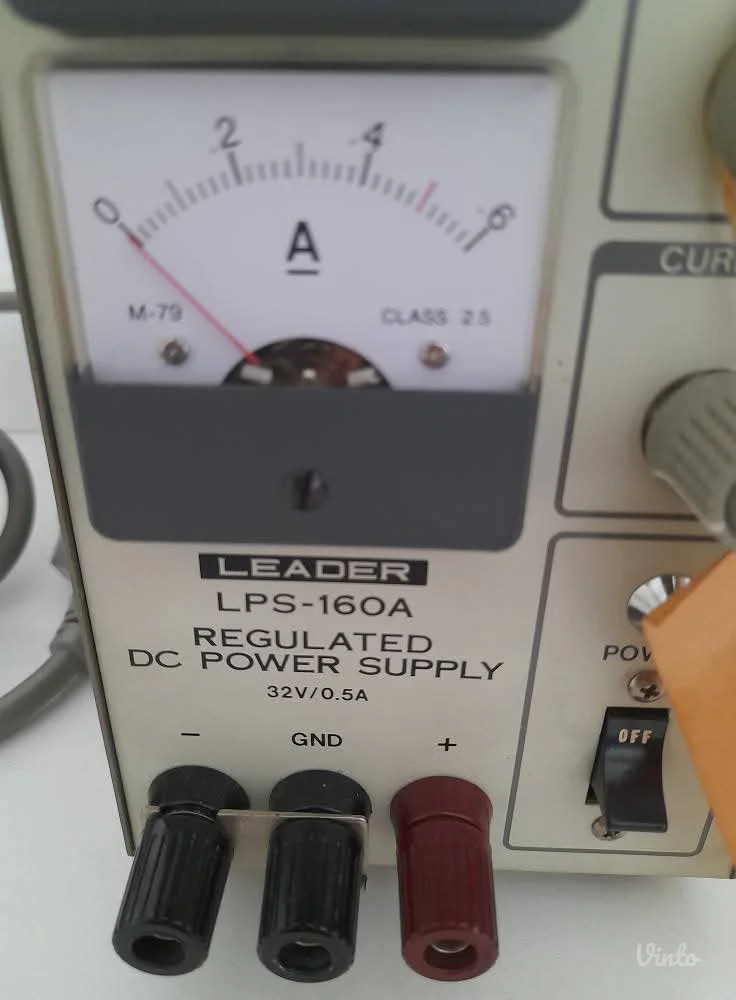 0 .2 .4 .6
A
M-79 CLASS 2.5
CUR
LEADER
LPS-160A
REGULATED
DC POWER SUPPLY
32V/0.5A
− GND +
POW
OFF
Vinto